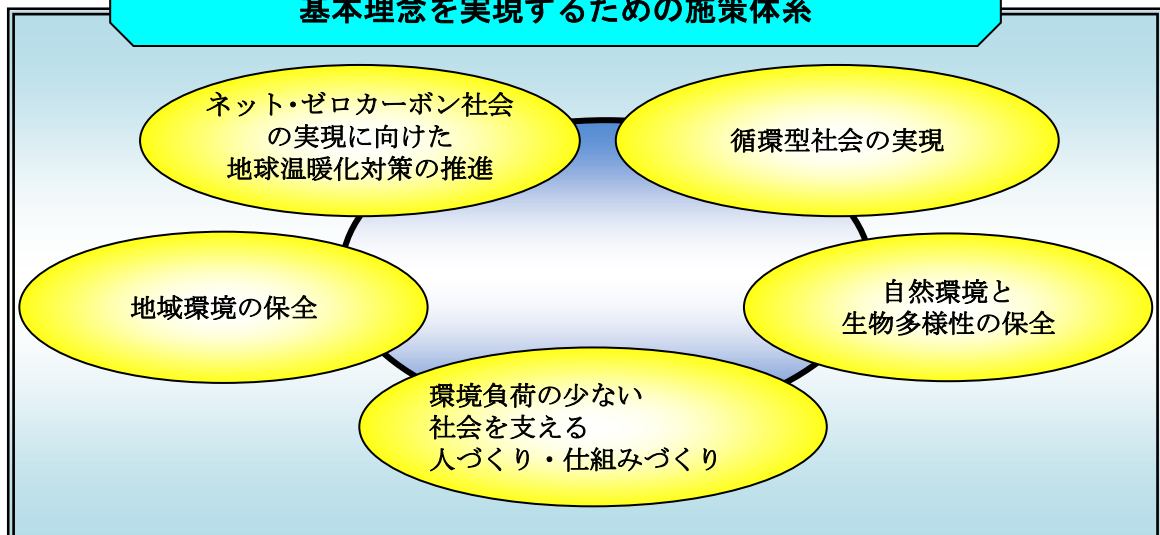 基本理念を実現するための施策体系
ネット・ゼロカーボン社会
の実現に向けた
地球温暖化対策の推進
循環型社会の実現
地域環境の保全
自然環境と
生物多様性の保全
環境負荷の少ない
社会を支える
人づくり・仕組みづくり